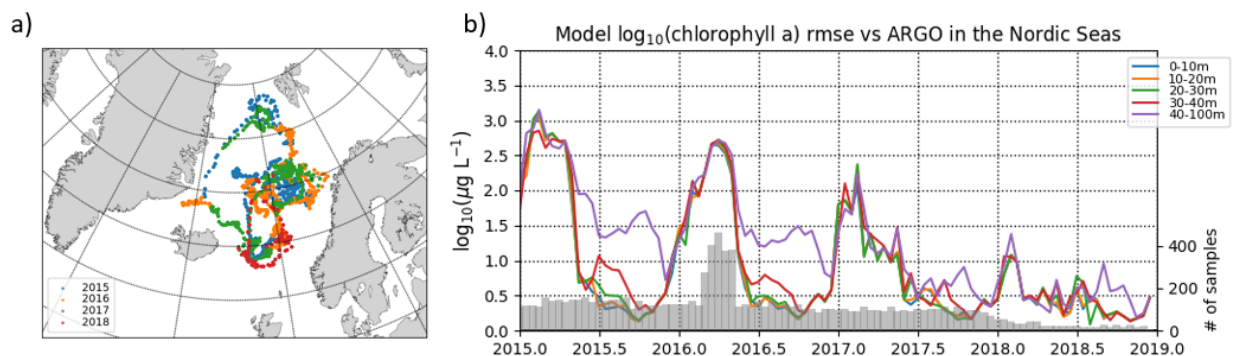 a)
2015
2016
2017
2018
b)
Model log₁₀(chlorophyll a) rmse vs ARGO in the Nordic Seas
log₁₀(μg L⁻¹)
4.0
3.5
3.0
2.5
2.0
1.5
1.0
0.5
0.0
0-10m
10-20m
20-30m
30-40m
40-100m
400
200
0
# of samples
2015.0 2015.5 2016.0 2016.5 2017.0 2017.5 2018.0 2018.5 2019.0